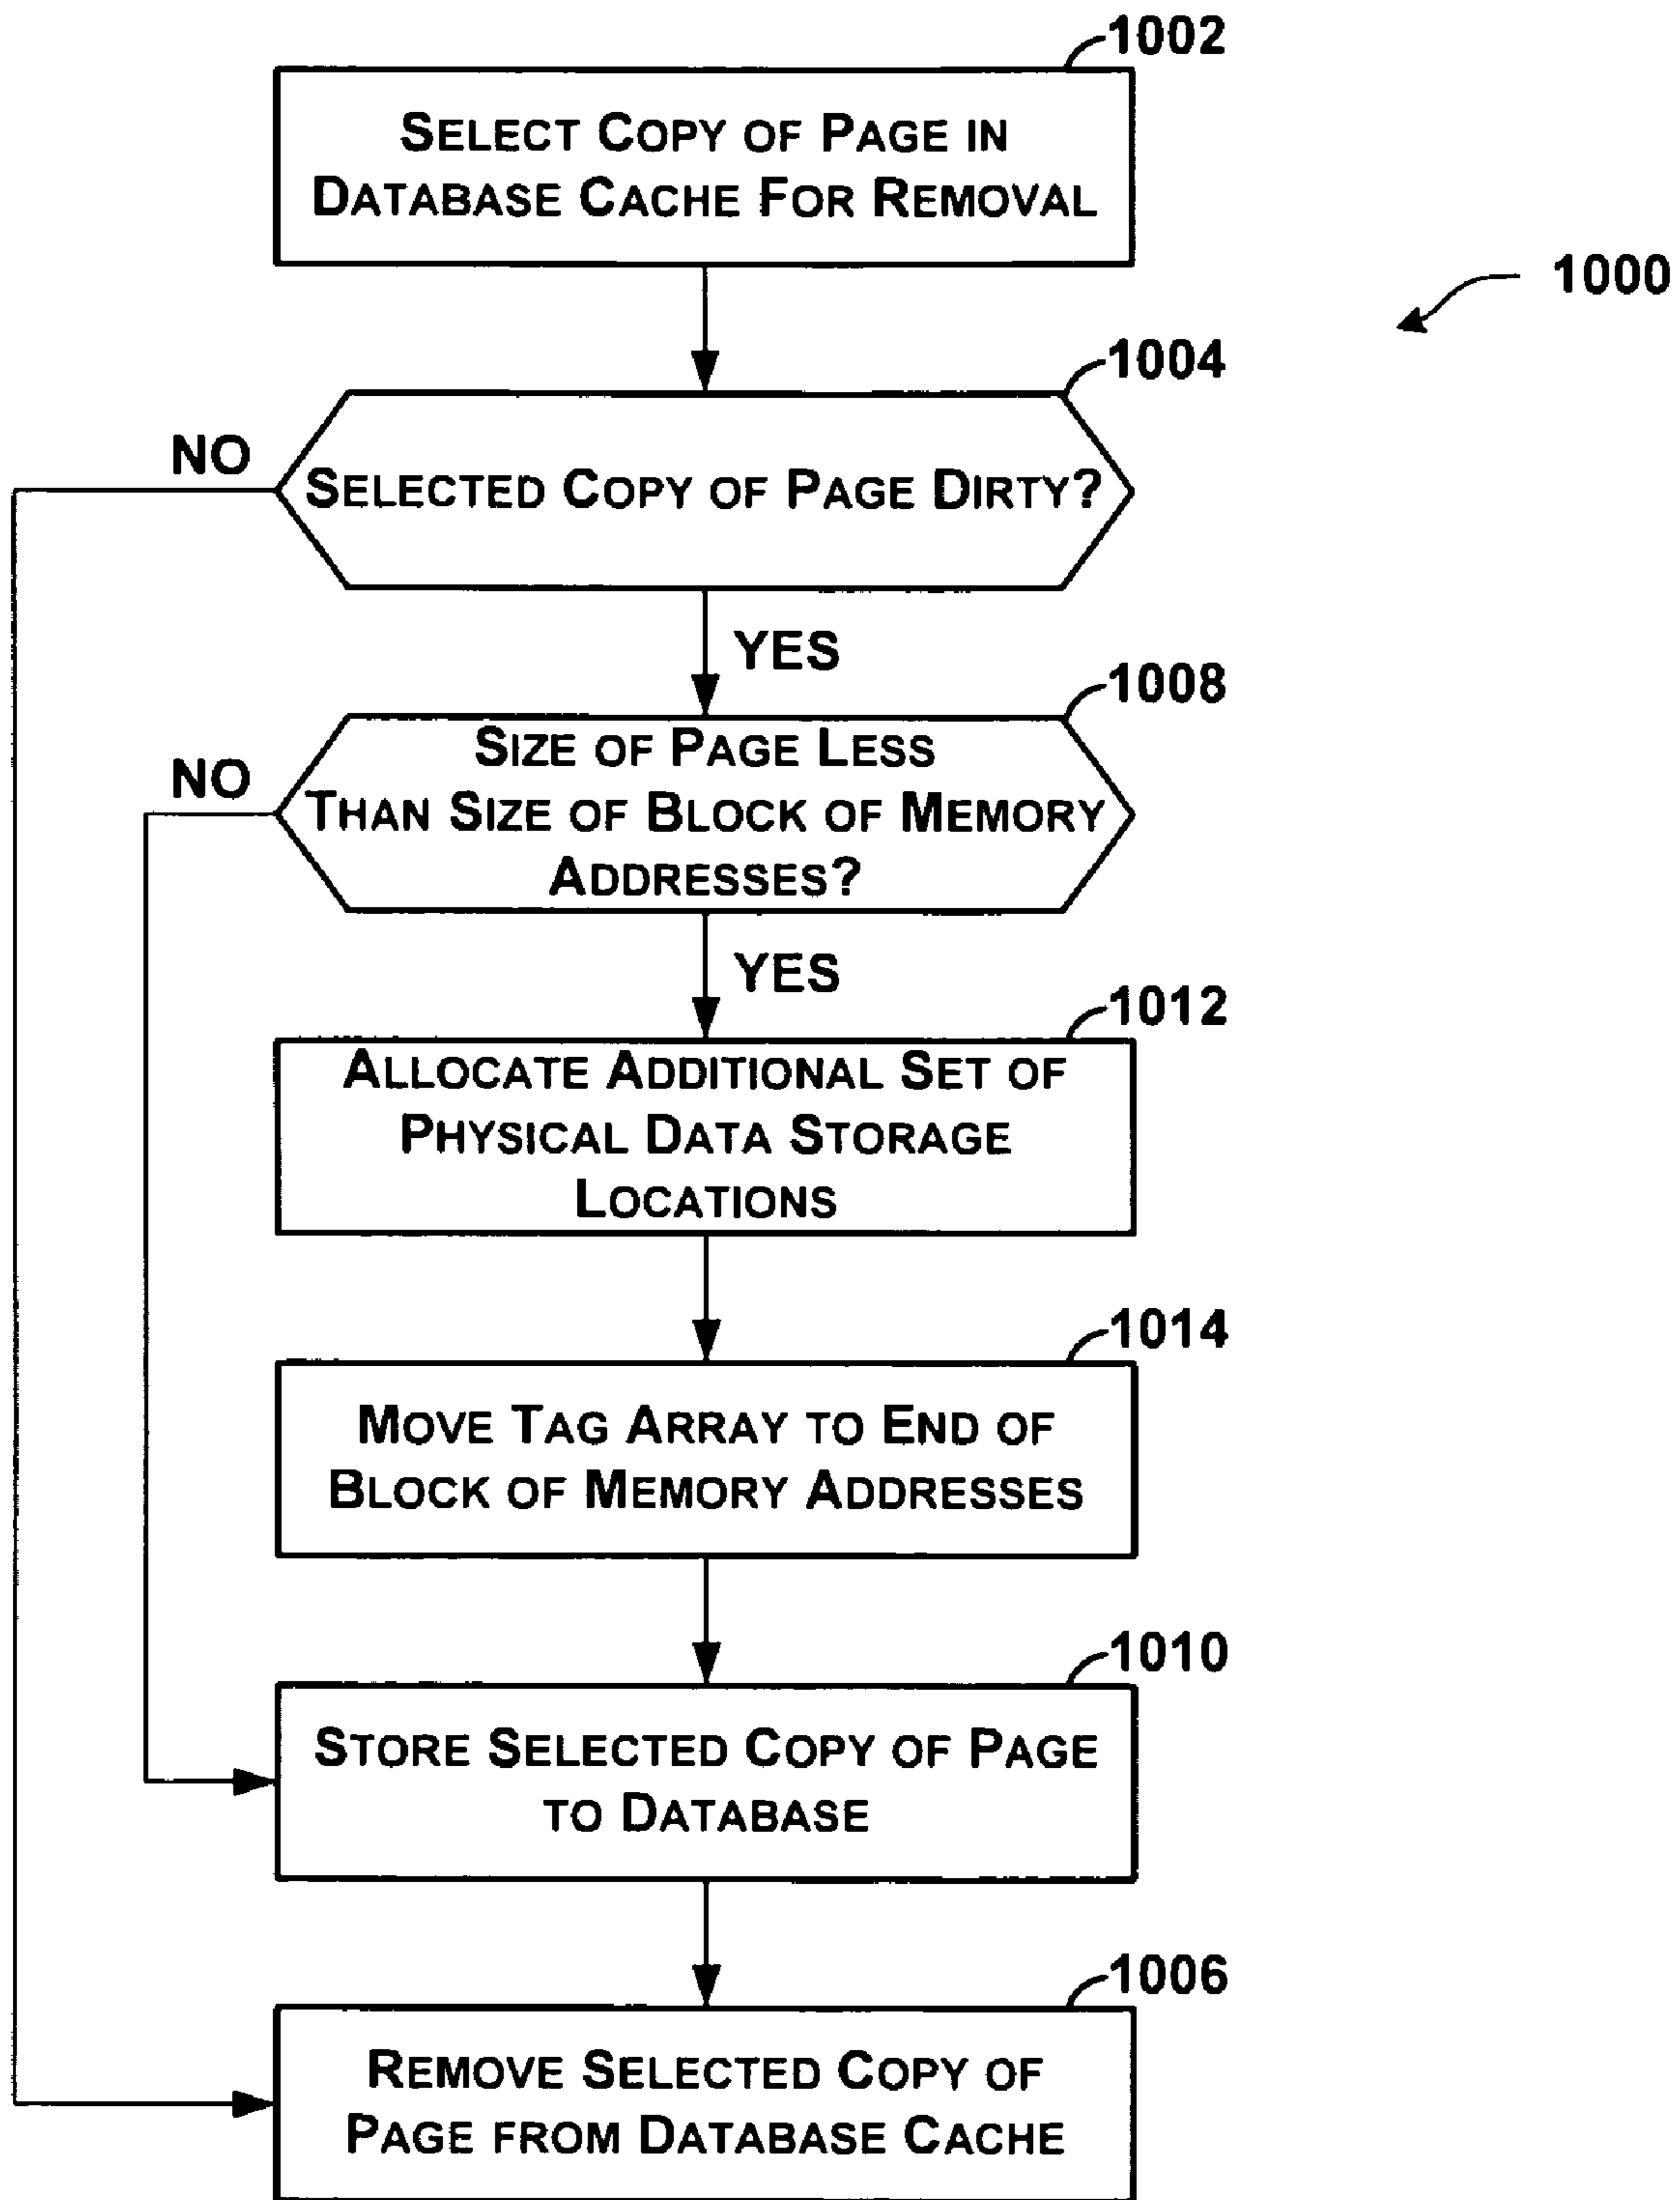 1002
SELECT COPY OF PAGE IN
DATABASE CACHE FOR REMOVAL
1000
1004
NO
SELECTED COPY OF PAGE DIRTY?
YES
1008
NO
SIZE OF PAGE LESS
THAN SIZE OF BLOCK OF MEMORY
ADDRESSES?
YES
1012
ALLOCATE ADDITIONAL SET OF
PHYSICAL DATA STORAGE
LOCATIONS
1014
MOVE TAG ARRAY TO END OF
BLOCK OF MEMORY ADDRESSES
1010
STORE SELECTED COPY OF PAGE
TO DATABASE
1006
REMOVE SELECTED COPY OF
PAGE FROM DATABASE CACHE